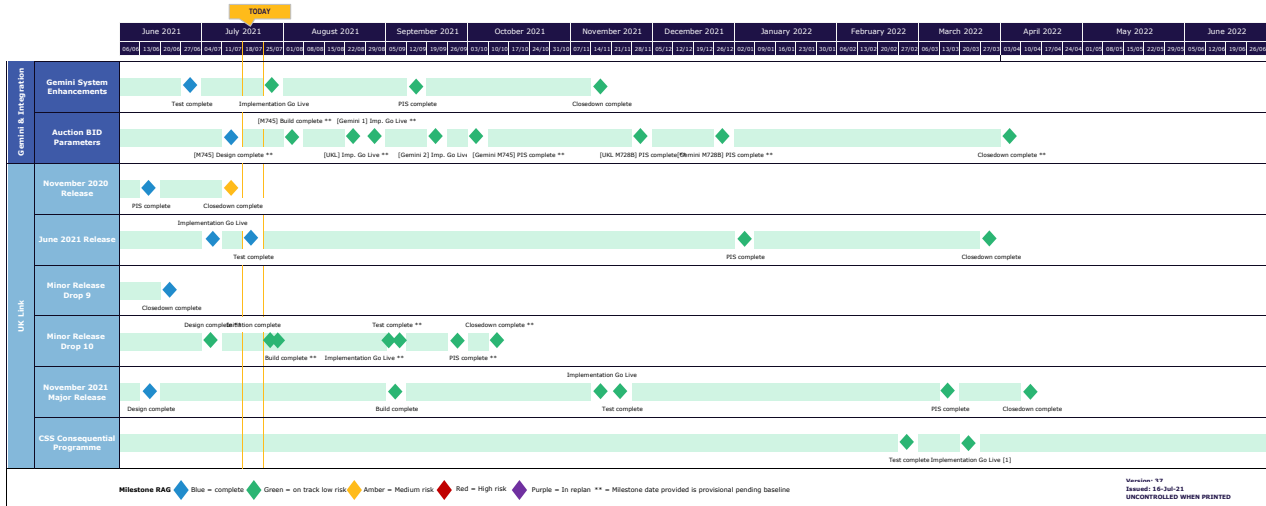 TODAY
June 2021 July 2021 August 2021 September 2021 October 2021 November 2021 December 2021 January 2022 February 2022 March 2022 April 2022 May 2022 June 2022
06/06 13/06 20/06 27/06 04/07 11/07 18/07 25/07 01/08 08/08 15/08 22/08 29/08 05/09 12/09 19/09 26/09 03/10 10/10 17/10 24/10 31/10 07/11 14/11 21/11 28/11 05/12 12/12 19/12 26/12 02/01 09/01 16/01 23/01 30/01 06/02 13/02 20/02 27/02 06/03 13/03 20/03 27/03 03/04 10/04 17/04 24/04 01/05 08/05 15/05 22/05 29/05 05/06 12/06 19/06 26/06
Gemini & Integration
Gemini System
Enhancements
Test complete Implementation Go Live PIS complete Closedown complete
Auction BID
Parameters
[M745] Build complete ** [Gemini 1] Imp. Go Live **
[M745] Design complete ** [UKL] Imp. Go Live ** [Gemini 2] Imp. Go Live [Gemini M745] PIS complete ** [UKL M728B] PIS complete [Gemini M728B] PIS complete ** Closedown complete **
UK Link
November 2020
Release
PIS complete Closedown complete
June 2021 Release
Implementation Go Live
Test complete PIS complete Closedown complete
Minor Release
Drop 9
Closedown complete
Minor Release
Drop 10
Design complete complete Test complete ** Closedown complete **
Build complete ** Implementation Go Live ** PIS complete **
November 2021
Major Release
Implementation Go Live
Design complete Build complete Test complete PIS complete Closedown complete
CSS Consequential
Programme
Test complete Implementation Go Live [1]
Milestone RAG Blue = complete Green = on track low risk Amber = Medium risk Red = High risk Purple = In replan ** = Milestone date provided is provisional pending baseline
Version: 37
Issued: 16-Jul-21
UNCONTROLLED WHEN PRINTED